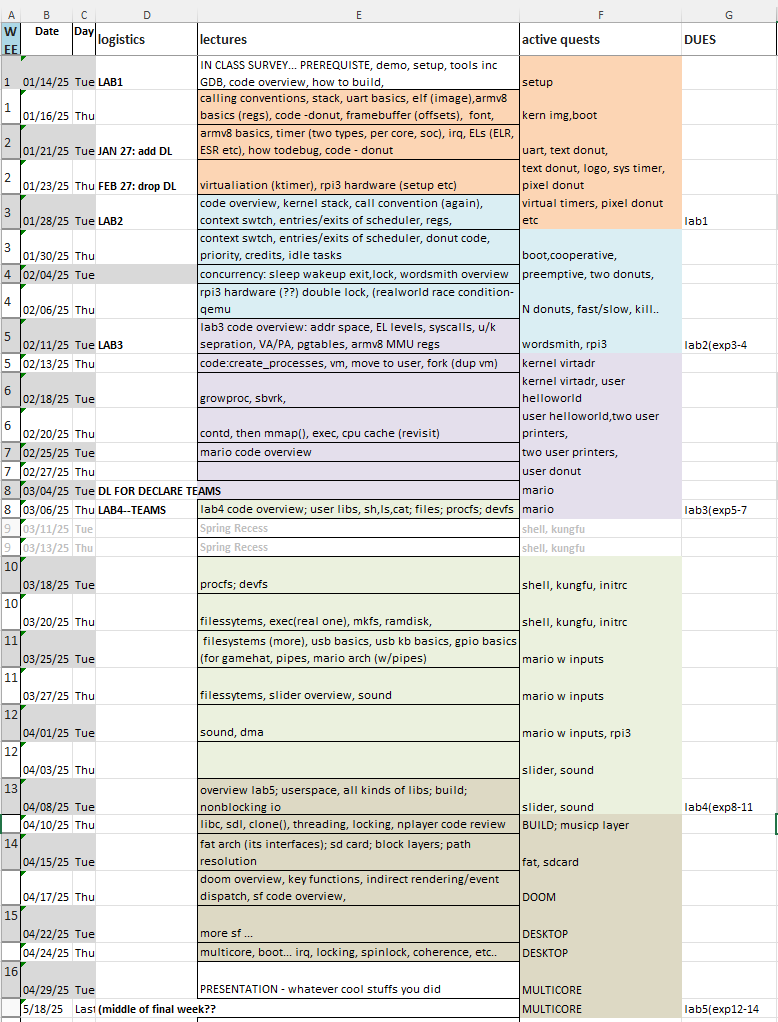 A B C D E F G
W
EE
Date Day logistics lectures active quests DUES
IN CLASS SURVEY... PREREQUISTE, demo, setup, tools inc
1 01/14/25 Tue LAB1 GDB, code overview, how to build, setup
calling conventions, stack, uart basics, elf (image),armv8
1 01/16/25 Thu basics (regs), code -donut, framebuffer (offsets), font, kern img,boot
armv8 basics, timer (two types, per core, soc), irq, ELs (ELR,
2 01/21/25 Tue JAN 27: add DL ESR etc), how todebug, code - donut uart, text donut,
text donut, logo, sys timer,
2 01/23/25 Thu FEB 27: drop DL virtualiation (ktimer), rpi3 hardware (setup etc) pixel donut
code overview, kernel stack, call convention (again), virtual timers, pixel donut
3 01/28/25 Tue LAB2 context swtch, entries/exits of scheduler, regs, etc lab1
context swtch, entries/exits of scheduler, donut code,
3 01/30/25 Thu priority, credits, idle tasks boot,cooperative,
4 02/04/25 Tue concurrency: sleep wakeup exit,lock, wordsmith overview preemptive, two donuts,
rpi3 hardware (??) double lock, (realworld race condition-
4 02/06/25 Thu qemu N donuts, fast/slow, kill..
lab3 code overview: addr space, EL levels, syscalls, u/k
5 02/11/25 Tue LAB3 sepration, VA/PA, pgtables, armv8 MMU regs wordsmith, rpi3 lab2(exp3-4
5 02/13/25 Thu code:create_processes, vm, move to user, fork (dup vm) kernel virtadr
kernel virtadr, user
6 02/18/25 Tue growproc, sbvrk, helloworld
user helloworld,two user
6 02/20/25 Thu contd, then mmap(), exec, cpu cache (revisit) printers,
7 02/25/25 Tue mario code overview two user printers,
7 02/27/25 Thu user donut
8 03/04/25 Tue DL FOR DECLARE TEAMS mario
8 03/06/25 Thu LAB4--TEAMS lab4 code overview; user libs, sh,ls,cat; files; procfs; devfs mario lab3(exp5-7
9 03/11/25 Tue Spring Recess shell, kungfu
9 03/13/25 Thu Spring Recess shell, kungfu
10 03/18/25 Tue procfs; devfs shell, kungfu, initrc
10 03/20/25 Thu filessytems, exec(real one), mkfs, ramdisk, shell, kungfu, initrc
filesystems (more), usb basics, usb kb basics, gpio basics
11 03/25/25 Tue (for gamehat, pipes, mario arch (w/pipes) mario w inputs
11 03/27/25 Thu filessytems, slider overview, sound mario w inputs
12 04/01/25 Tue sound, dma mario w inputs, rpi3
12 04/03/25 Thu slider, sound
overview lab5; userspace, all kinds of libs; build;
13 04/08/25 Tue nonblocking io slider, sound lab4(exp8-11
04/10/25 Thu libc, sdl, clone(), threading, locking, nplayer code review BUILD; musicp layer
fat arch (its interfaces); sd card; block layers; path
14 04/15/25 Tue resolution fat, sdcard
doom overview, key functions, indirect rendering/event
04/17/25 Thu dispatch, sf code overview, DOOM
15 04/22/25 Tue more sf ... DESKTOP
04/24/25 Thu multicore, boot... irq, locking, spinlock, coherence, etc.. DESKTOP
16 04/29/25 Tue PRESENTATION - whatever cool stuffs you did MULTICORE
5/18/25 Last (middle of final week?? MULTICORE lab5(exp12-14